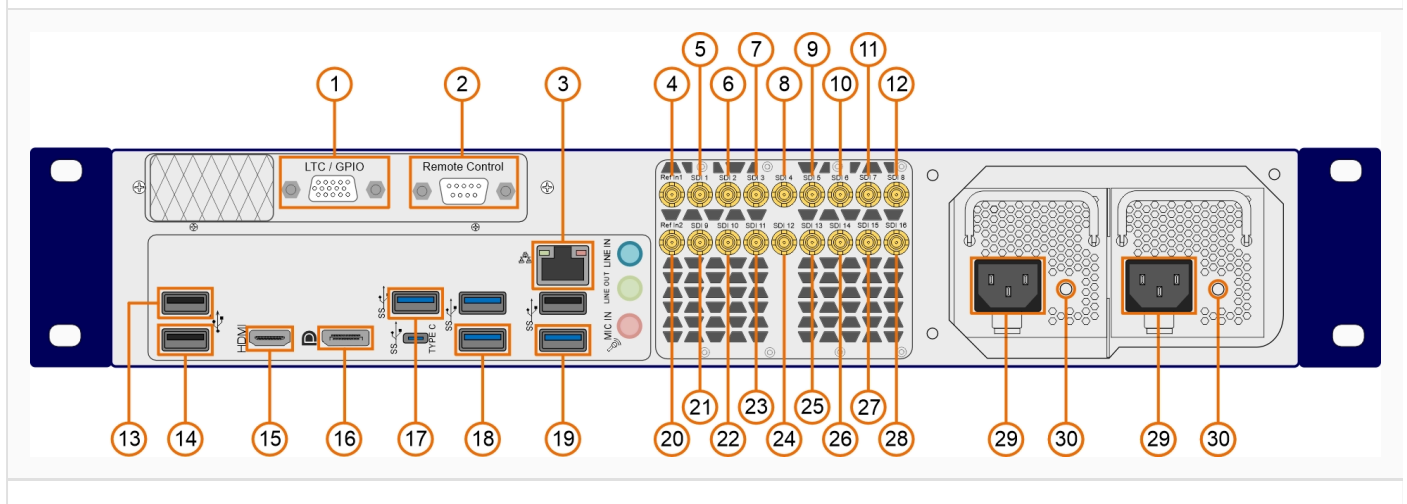 5 7 9 11
1 2 3 4 6 8 10 12
LTC / GPIO Remote Control
Ref In1 SDI 1 SDI 2 SDI 3 SDI 4 SDI 5 SDI 6 SDI 7 SDI 8
Ref In2 SDI 9 SDI 10 SDI 11 SDI 12 SDI 13 SDI 14 SDI 15 SDI 16
LINE IN
LINE OUT
MIC IN
SS
SS
SS
HDMI
D
SS
TYPE C
21 23 25 27
13 14 15 16 17 18 19 20 22 24 26 28 29 30 29 30